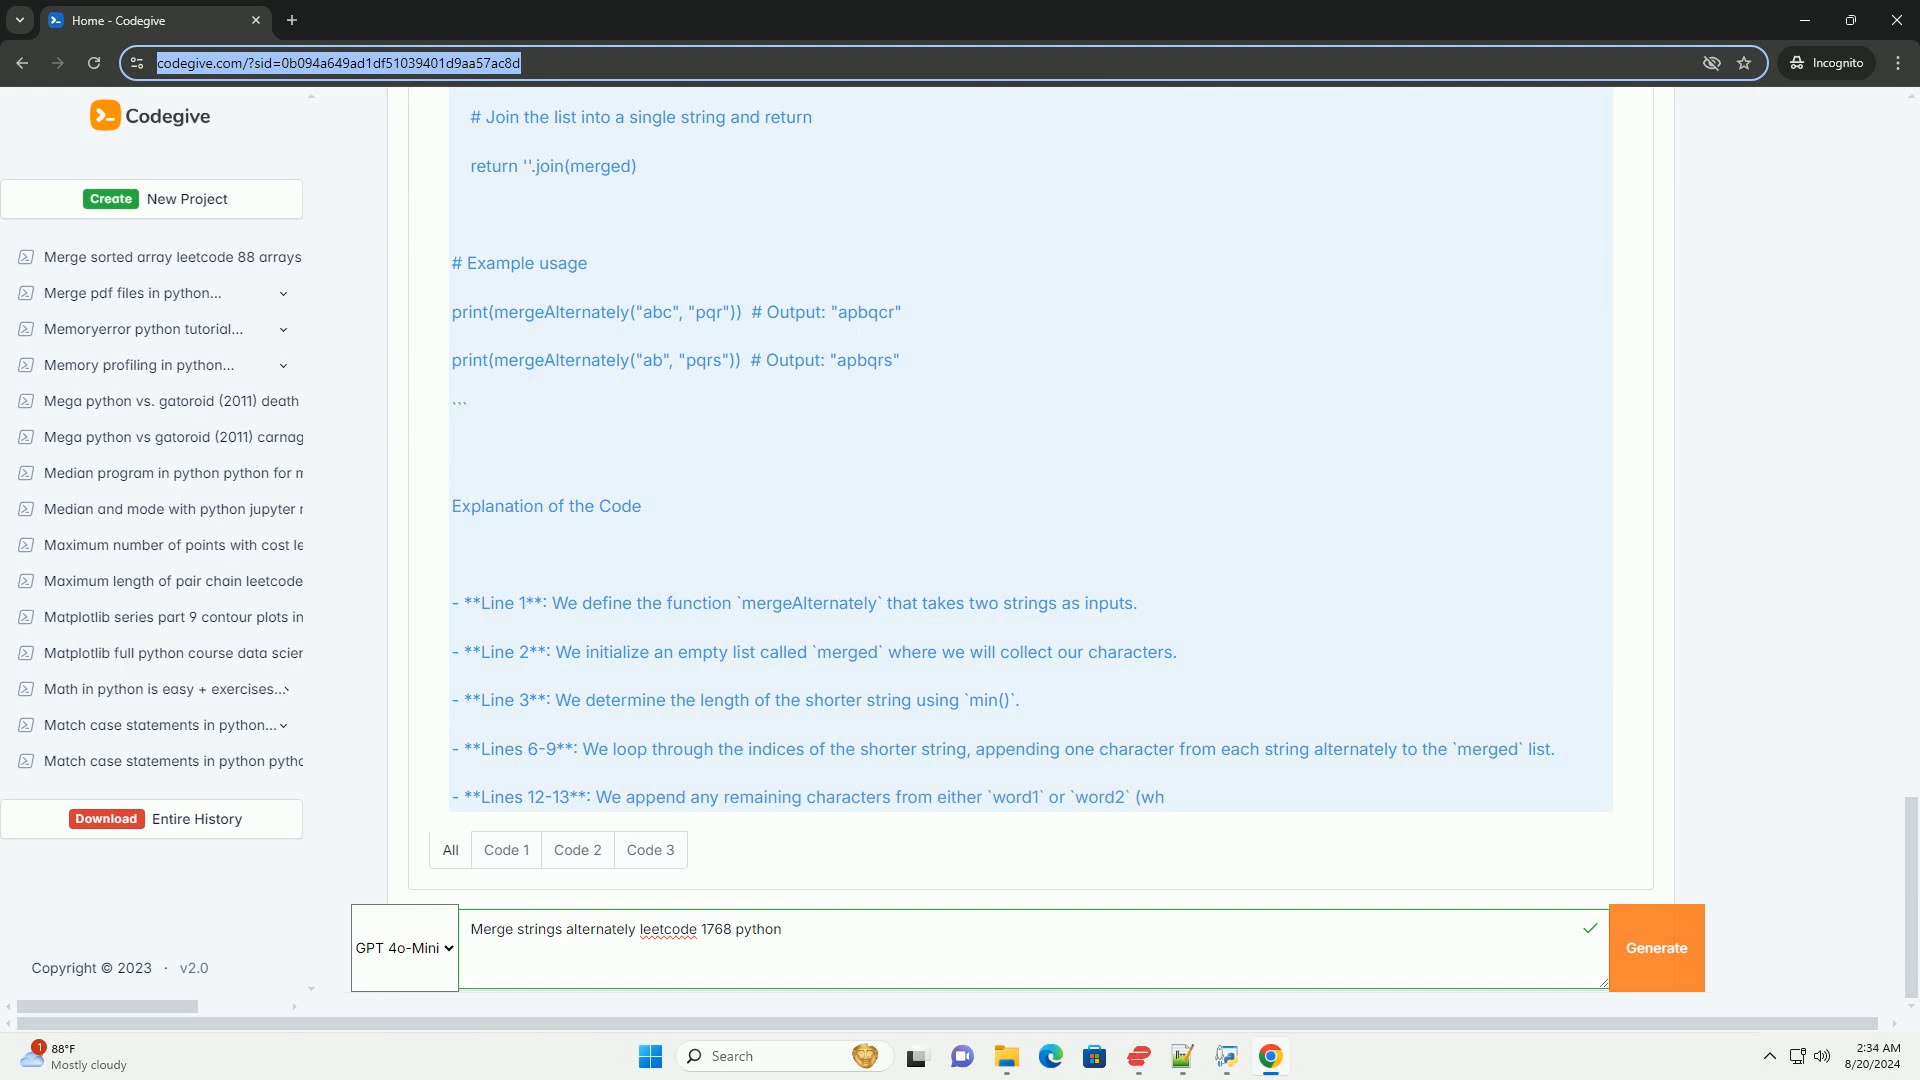 Home - Codegive
codegive.com/?sid=0b094a649ad1df51039401d9aa57ac8d
Incognito
Codegive
Create New Project
Merge sorted array leetcode 88 arrays
Merge pdf files in python...
Memoryerror python tutorial...
Memory profiling in python...
Mega python vs. gatoroid (2011) death
Mega python vs gatoroid (2011) carnag
Median program in python python for
Median and mode with python jupyter
Maximum number of points with cost le
Maximum length of pair chain leetcode
Matplotlib series part 9 contour plots in
Matplotlib full python course data scier
Math in python is easy + exercises...
Match case statements in python...
Match case statements in python pytho
Download Entire History
Copyright © 2023 · v2.0
# Join the list into a single string and return
return ''.join(merged)
# Example usage
print(mergeAlternately("abc", "pqr")) # Output: "apbqcr"
print(mergeAlternately("ab", "pqrs")) # Output: "apbqrs"
```
Explanation of the Code
- **Line 1**: We define the function `mergeAlternately` that takes two strings as inputs.
- **Line 2**: We initialize an empty list called `merged` where we will collect our characters.
- **Line 3**: We determine the length of the shorter string using `min()`.
- **Lines 6-9**: We loop through the indices of the shorter string, appending one character from each string alternately to the `merged` list.
- **Lines 12-13**: We append any remaining characters from either `word1` or `word2` (wh
All Code 1 Code 2 Code 3
GPT 4o-Mini
Merge strings alternately leetcode 1768 python
Generate
1
88°F
Mostly cloudy
Search
2:34 AM
8/20/2024